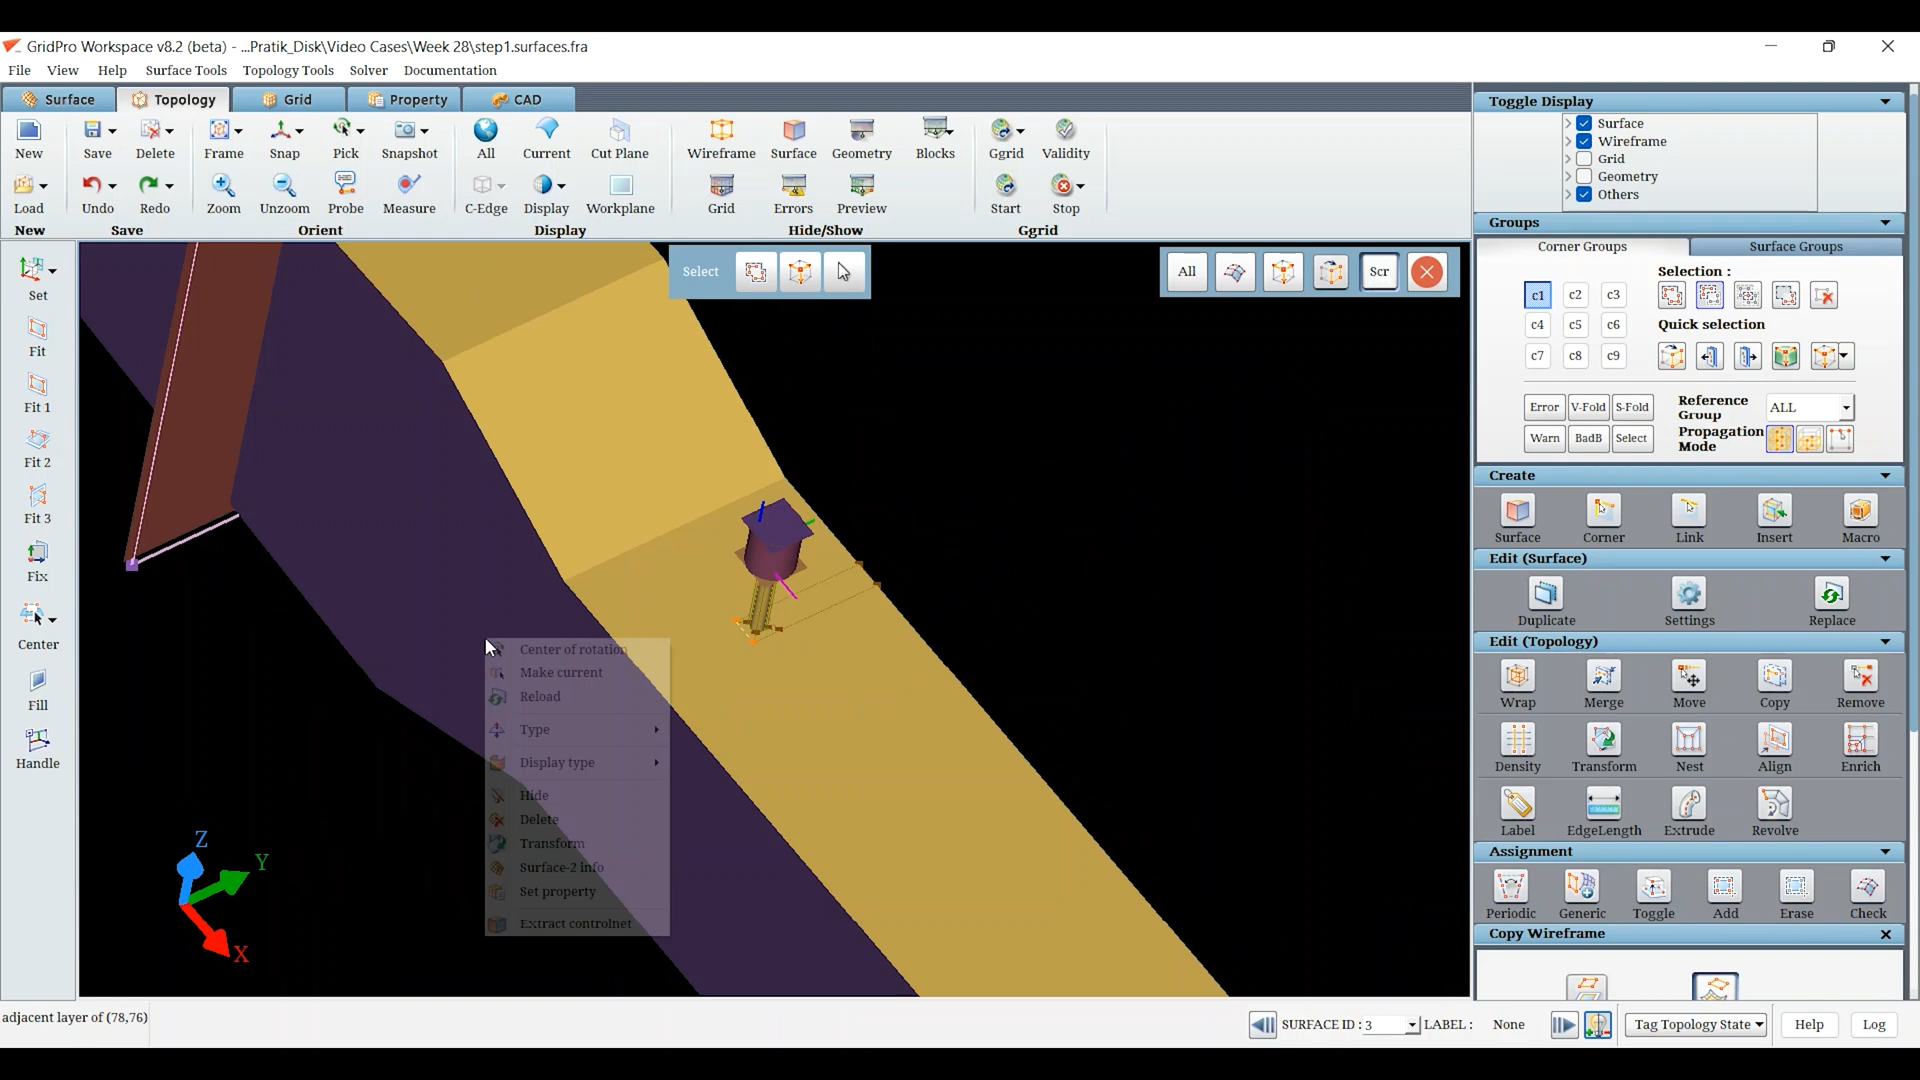 GridPro Workspace v8.2 (beta) - ...Pratik_Disk\Video Cases\Week 28\step1.surfaces.fra
File View Help Surface Tools Topology Tools Solver Documentation
Surface Topology Grid Property CAD
New Save Delete Frame Snap Pick Snapshot All Current Cut Plane Wireframe Surface Geometry Blocks Ggrid Validity
Load Undo Redo Zoom Unzoom Probe Measure C-Edge Display Workplane Grid Errors Preview Start Stop
New Save Orient Display Hide/Show Ggrid
Set
Fit
Fit 1
Fit 2
Fit 3
Fix
Center
Fill
Handle
Select
All Scr
Center of rotation
Make current
Reload
Type
Display type
Hide
Delete
Transform
Surface-2 info
Set property
Extract controlnet
Z
Y
X
Toggle Display
Surface
Wireframe
Grid
Geometry
Others
Groups
Corner Groups Surface Groups
Selection :
c1 c2 c3
Quick selection
c4 c5 c6
c7 c8 c9
Error V-Fold S-Fold Reference Group ALL
Warn BadB Select Propagation Mode
Create
Surface Corner Link Insert Macro
Edit (Surface)
Duplicate Settings Replace
Edit (Topology)
Wrap Merge Move Copy Remove
Density Transform Nest Align Enrich
Label EdgeLength Extrude Revolve
Assignment
Periodic Generic Toggle Add Erase Check
Copy Wireframe
adjacent layer of (78,76)
SURFACE ID : 3 LABEL : None Tag Topology State Help Log